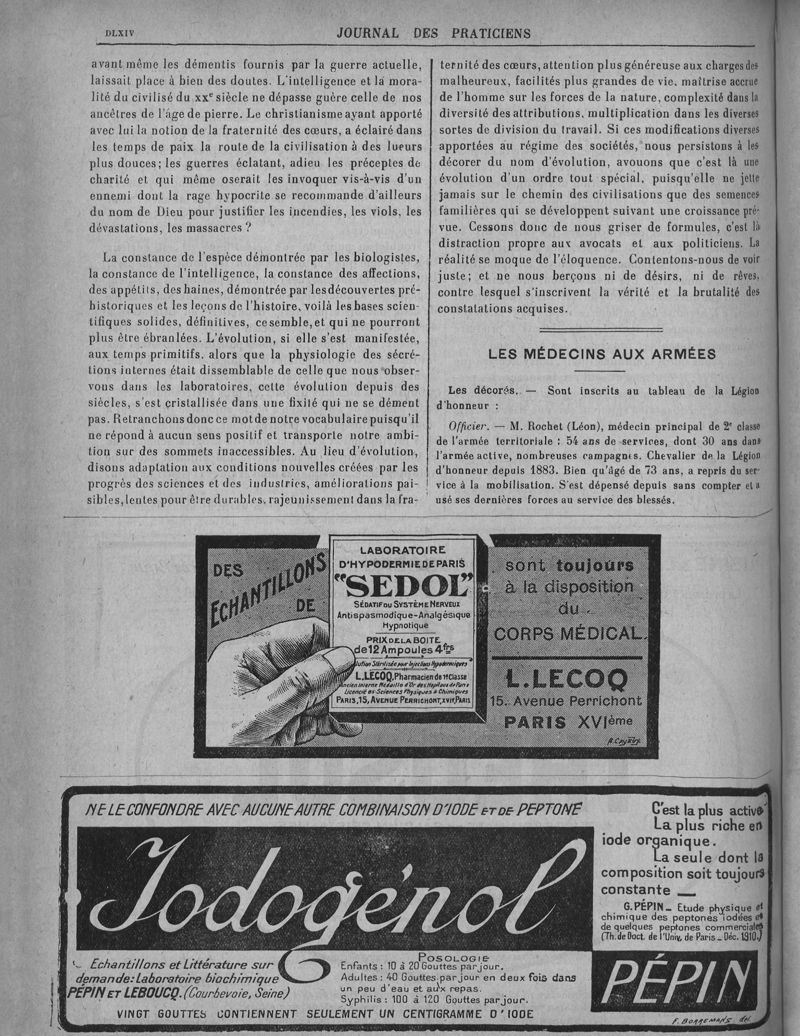 DLXIV
JOURNAL DES PRATICIENS
avant même les démentis fournis par la guerre actuelle,
laissait place à bien des doutes. L'intelligence et la mora-
lité du civilisé du xxe siècle ne dépasse guère celle de nos
ancêtres de l'âge de pierre. Le christianisme ayant apporté
avec lui la notion de la fraternité des cœurs, a éclairé dans
les temps de paix la route de la civilisation à des lueurs
plus douces; les guerres éclatant, adieu les préceptes de
charité et qui même oserait les invoquer vis-à-vis d'un
ennemi dont la rage hypocrite se recommande d'ailleurs
du nom de Dieu pour justifier les incendies, les viols, les
dévastations, les massacres ?
La constance de l'espèce démontrée par les biologistes,
la constance de l'intelligence, la constance des affections,
des appétits, des haines, démontrée par les découvertes pré-
historiques et les leçons de l'histoire, voilà les bases scien-
tifiques solides, définitives, ce semble, et qui ne pourront
plus être ébranlées. L'évolution, si elle s'est manifestée,
aux temps primitifs, alors que la physiologie des sécré-
tions internes était dissemblable de celle que nous obser-
vons dans les laboratoires, cette évolution depuis des
siècles, s'est cristallisée dans une fixité qui ne se dément
pas. Retranchons donc ce mot de notre vocabulaire puisqu'il
ne répond à aucun sens positif et transporte notre ambi-
tion sur des sommets inaccessibles. Au lieu d'évolution,
disons adaptation aux conditions nouvelles créées par les
progrès des sciences et des industries, améliorations pai-
sibles, lentes pour être durables, rajeunissement dans la fra-
ternité des cœurs, attention plus généreuse aux charges des
malheureux, facilités plus grandes de vie, maîtrise accrue
de l'homme sur les forces de la nature, complexité dans la
diversité des attributions, multiplication dans les diverses
sortes de division du travail. Si ces modifications diverses
apportées au régime des sociétés, nous persistons à les
décorer du nom d'évolution, avouons que c'est là une
évolution d'un ordre tout spécial, puisqu'elle ne jette
jamais sur le chemin des civilisations que des semences
familières qui se développent suivant une croissance pré-
vue. Cessons donc de nous griser de formules, c'est là
distraction propre aux avocats et aux politiciens. La
réalité se moque de l'éloquence. Contentons-nous de voir
juste; et ne nous berçons ni de désirs, ni de rêves,
contre lesquel s'inscrivent la vérité et la brutalité des
constatations acquises.
LES MÉDECINS AUX ARMÉES
Les décorés. — Sont inscrits au tableau de la Légion
d'honneur :
Officier. — M. Rochet (Léon), médecin principal de 2e classe
de l'armée territoriale : 54 ans de services, dont 30 ans dans
l'armée active, nombreuses campagnes. Chevalier de la Légion
d'honneur depuis 1883. Bien qu'âgé de 73 ans, a repris du ser-
vice à la mobilisation. S'est dépensé depuis sans compter et a
usé ses dernières forces au service des blessés.
DES
ECHANTILLONS
DE
LABORATOIRE
D'HYPODERMIE DE PARIS
"SEDOL"
SÉDATIF DU SYSTÈME NERVEUX
Antispasmodique-Analgésique
Hypnotique
PRIX DE LA BOITE
de 12 Ampoules 4frs
Solution Stérilisée pour Injections Hypodermiques
L. LECOQ, Pharmacien de 1re Classe
Ancien interne Médaille d'Or des Hôpitaux de Paris
Licencié ès-Sciences Physiques & Chimiques
PARIS, 15, AVENUE PERRICHONT, XVIe, PARIS
sont toujours
à la disposition
du
CORPS MÉDICAL.
L. LECOQ
15. Avenue Perrichont
PARIS XVIème
NE LE CONFONDRE AVEC AUCUNE AUTRE COMBINAISON D'IODE ET DE PEPTONE
Iodogénol
C'est la plus active
La plus riche en
iode organique.
La seule dont la
composition soit toujours
constante —
G. PÉPIN _ Etude physique et
chimique des peptones iodées et
de quelques peptones commerciales
(Th. de Doct. de l'Univ. de Paris _ Déc. 1910.)
Echantillons et Littérature sur
demande: Laboratoire biochimique
PÉPIN ET LEBOUCQ. (Courbevoie, Seine)
POSOLOGIE
Enfants : 10 à 20 Gouttes par jour.
Adultes : 40 Gouttes par jour en deux fois dans
un peu d'eau et aux repas.
Syphilis : 100 à 120 Gouttes par jour.
VINGT GOUTTES CONTIENNENT SEULEMENT UN CENTIGRAMME D'IODE
PÉPIN